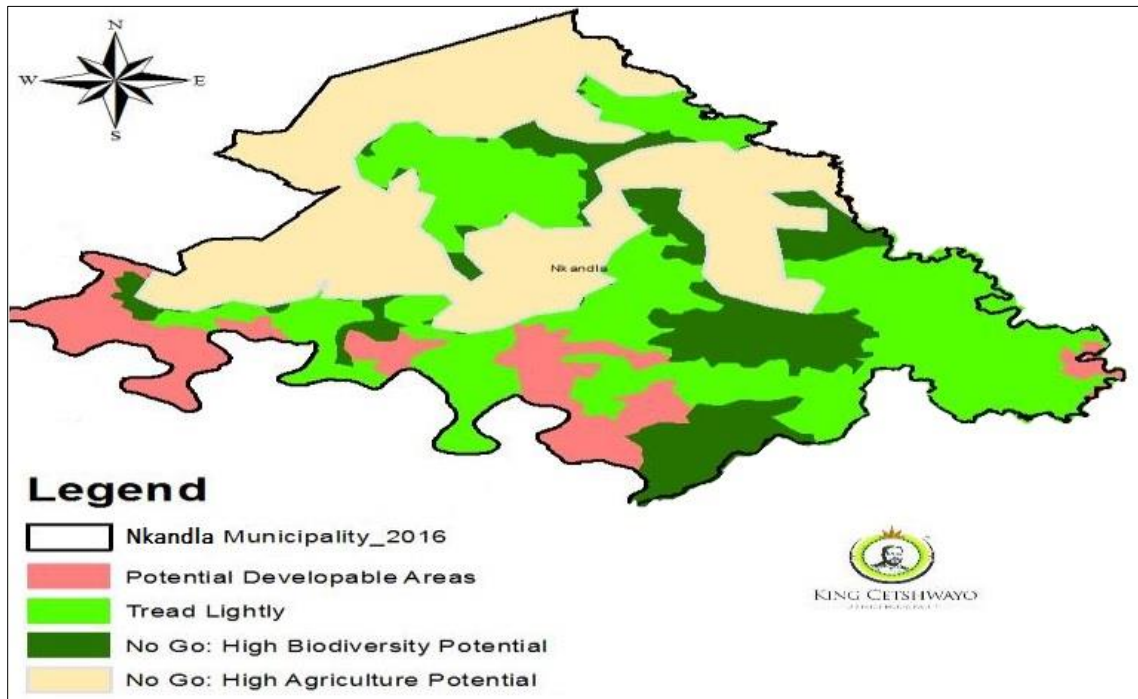 N
W E
S
Nkandla
Legend
Nkandla Municipality_2016
Potential Developable Areas
Tread Lightly
No Go: High Biodiversity Potential
No Go: High Agriculture Potential
KING CETSHWAYO